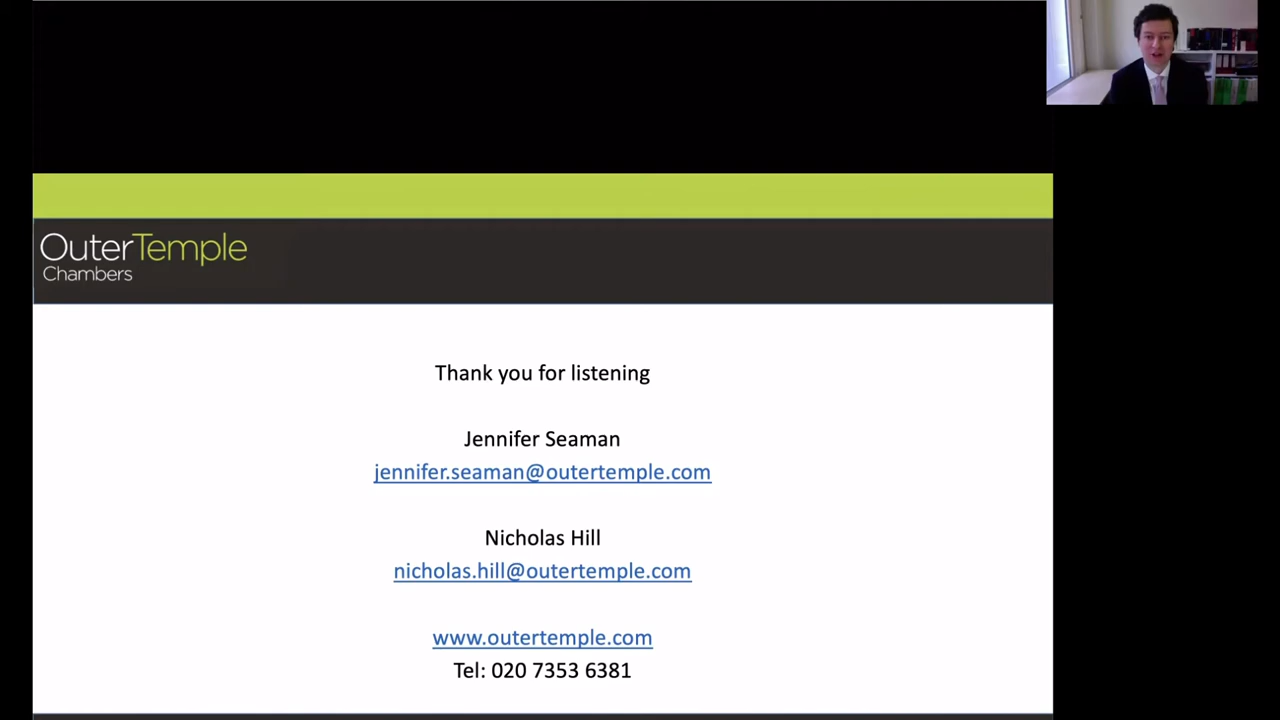 OuterTemple
Chambers
Thank you for listening
Jennifer Seaman
jennifer.seaman@outertemple.com
Nicholas Hill
nicholas.hill@outertemple.com
www.outertemple.com
Tel: 020 7353 6381